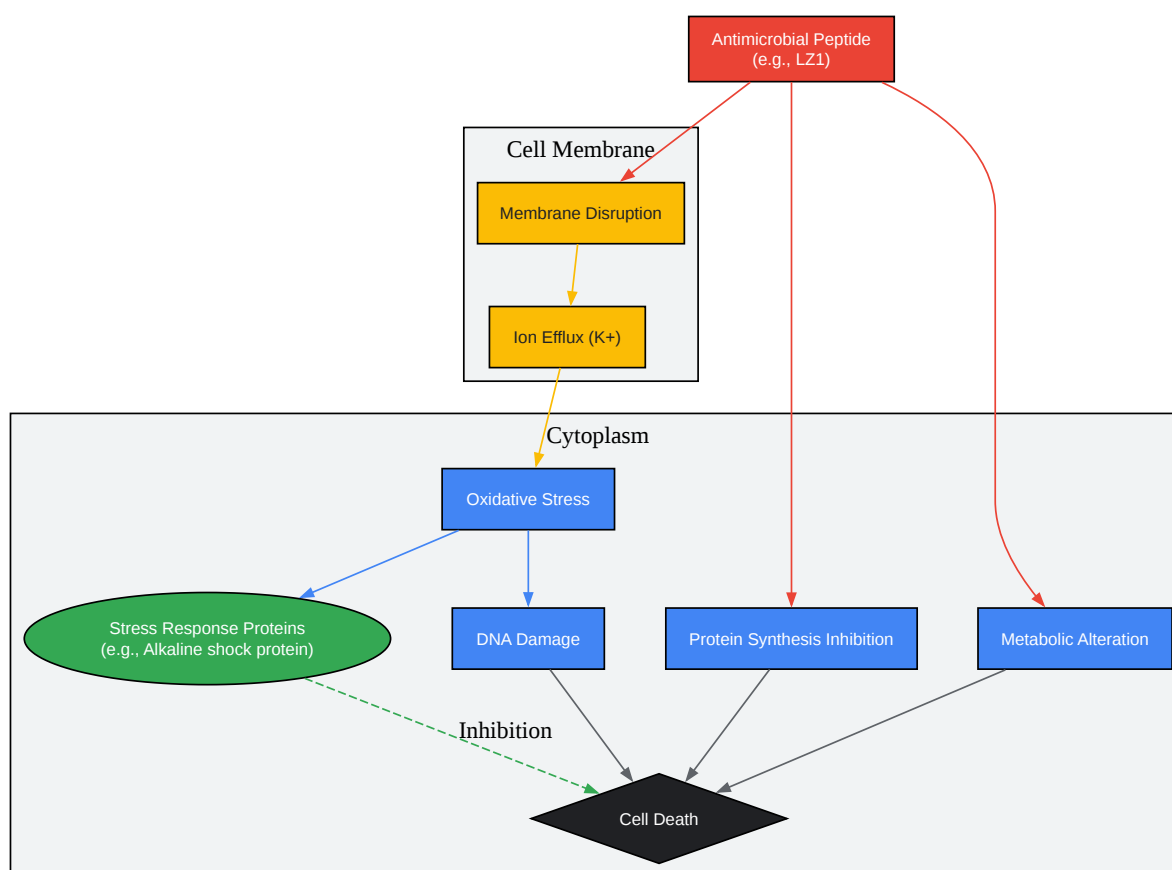 Antimicrobial Peptide
(e.g., LZ1)
Cell Membrane
Membrane Disruption
Ion Efflux (K+)
Cytoplasm
Oxidative Stress
Stress Response Proteins
(e.g., Alkaline shock protein)
DNA Damage
Protein Synthesis Inhibition
Metabolic Alteration
Inhibition
Cell Death